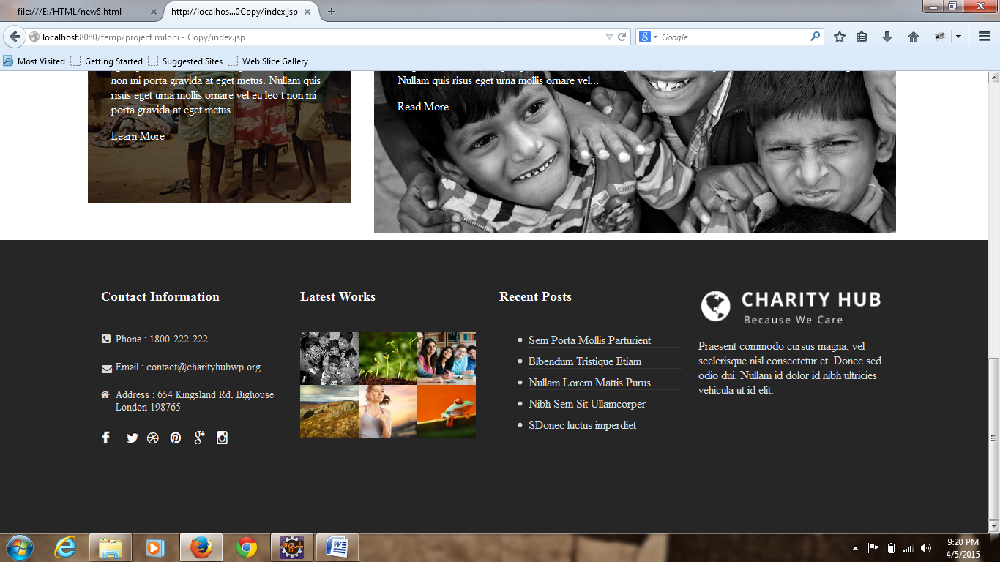 file:///E:/HTML/new6.html
http://localhos...0Copy/index.jsp
localhost:8080/temp/project miloni - Copy/index.jsp
Google
Most Visited
Getting Started
Suggested Sites
Web Slice Gallery
non mi porta gravida at eget metus. Nullam quis
risus eget urna mollis ornare vel eu leo t non mi
porta gravida at eget metus.
Learn More
Nullam quis risus eget urna mollis ornare vel...
Read More
Contact Information
Phone : 1800-222-222
Email : contact@charityhubwp.org
Address : 654 Kingsland Rd. Bighouse
London 198765
Latest Works
Recent Posts
Sem Porta Mollis Parturient
Bibendum Tristique Etiam
Nullam Lorem Mattis Purus
Nibh Sem Sit Ullamcorper
SDonec luctus imperdiet
CHARITY HUB
Because We Care
Praesent commodo cursus magna, vel
scelerisque nisl consectetur et. Donec sed
odio dui. Nullam id dolor id nibh ultricies
vehicula ut id elit.
Java EE
IDE
9:20 PM
4/5/2015